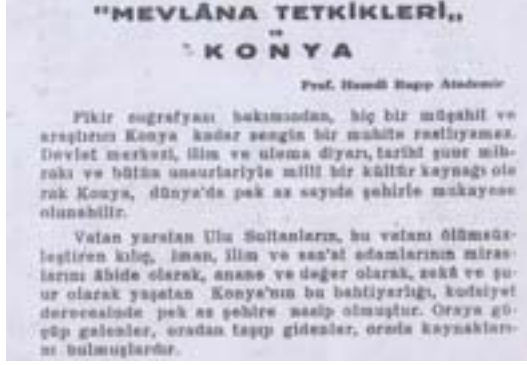 "MEVLÂNA TETKİKLERİ,,
ve
KONYA
Prof. Hamdi Ragıp Atademir
Fikir coğrafyası bakımından, hiç bir müşahit ve
araştırıcı Konya kadar zengin bir muhite rastlıyamaz.
Devlet merkezi, ilim ve ulema diyarı, tarihî şuur mih-
rakı ve bütün unsurlariyle millî bir kültür kaynağı ola
rak Konya, dünya'da pek az sayıda şehirle mukayese
olunabilir.
Vatan yaratan Ulu Sultanların, bu vatanı ölümsüz-
leştiren kılıç, iman, ilim ve san'at adamlarının miras-
larını âbide olarak, anane ve değer olarak, zekâ ve şu-
ur olarak yaşatan Konya'nın bu bahtiyarlığı, kudsiyet
derecesinde pek az şehire nasip olmuştur. Oraya gö-
çüp gelenler, oradan taşıp gidenler, orada kaynakları-
nı bulmuşlardır.